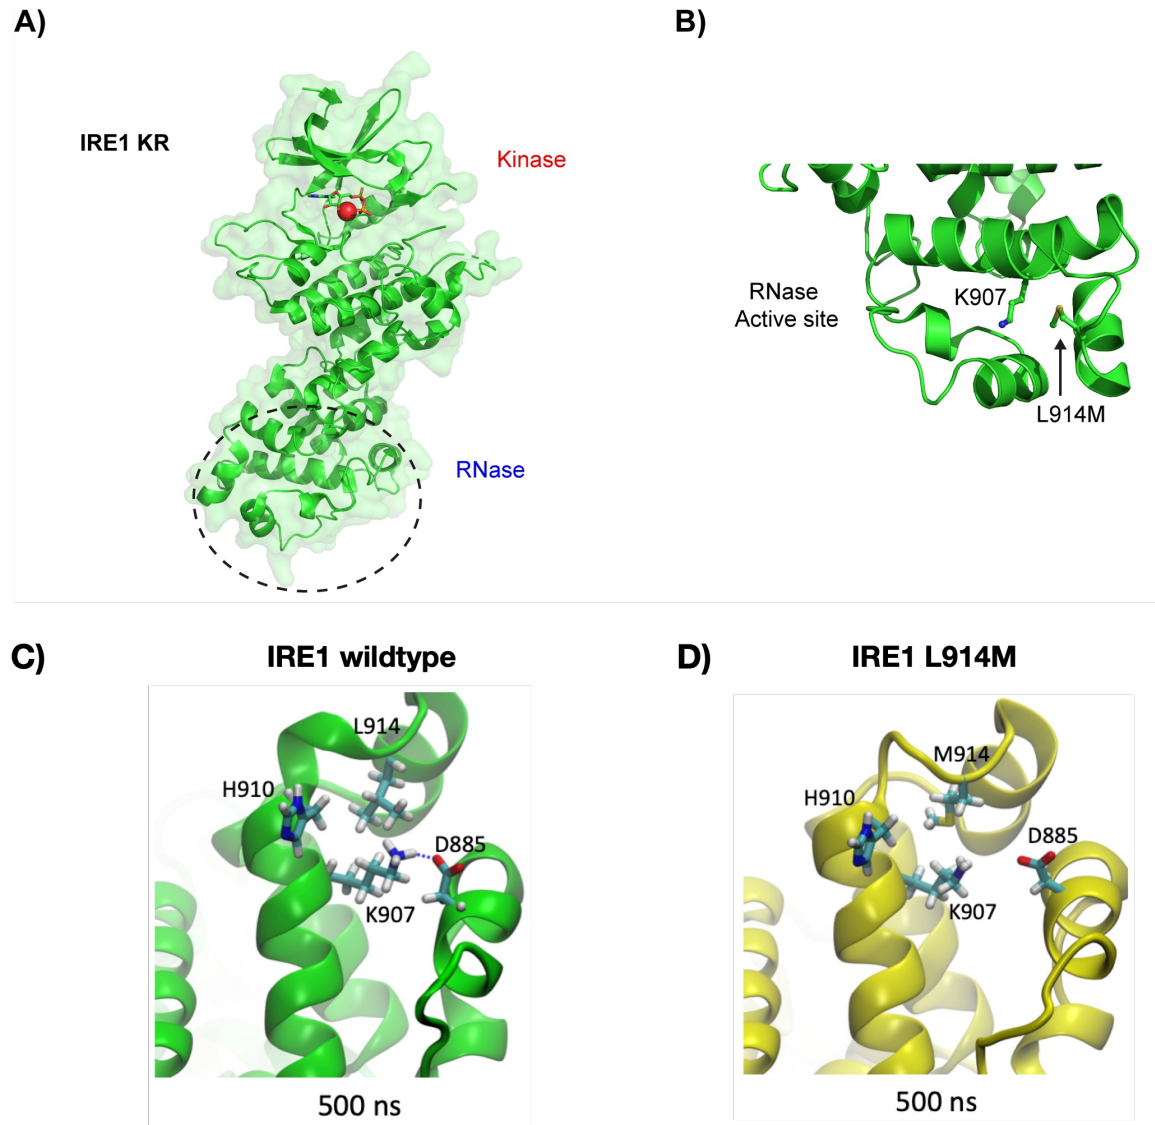 A)
B)
IRE1 KR
Kinase
RNase
K907
RNase
Active site
L914M
C)
IRE1 wildtype
D)
IRE1 L914M
L914
H910
D885
K907
500 ns
M914
H910
D885
K907
500 ns